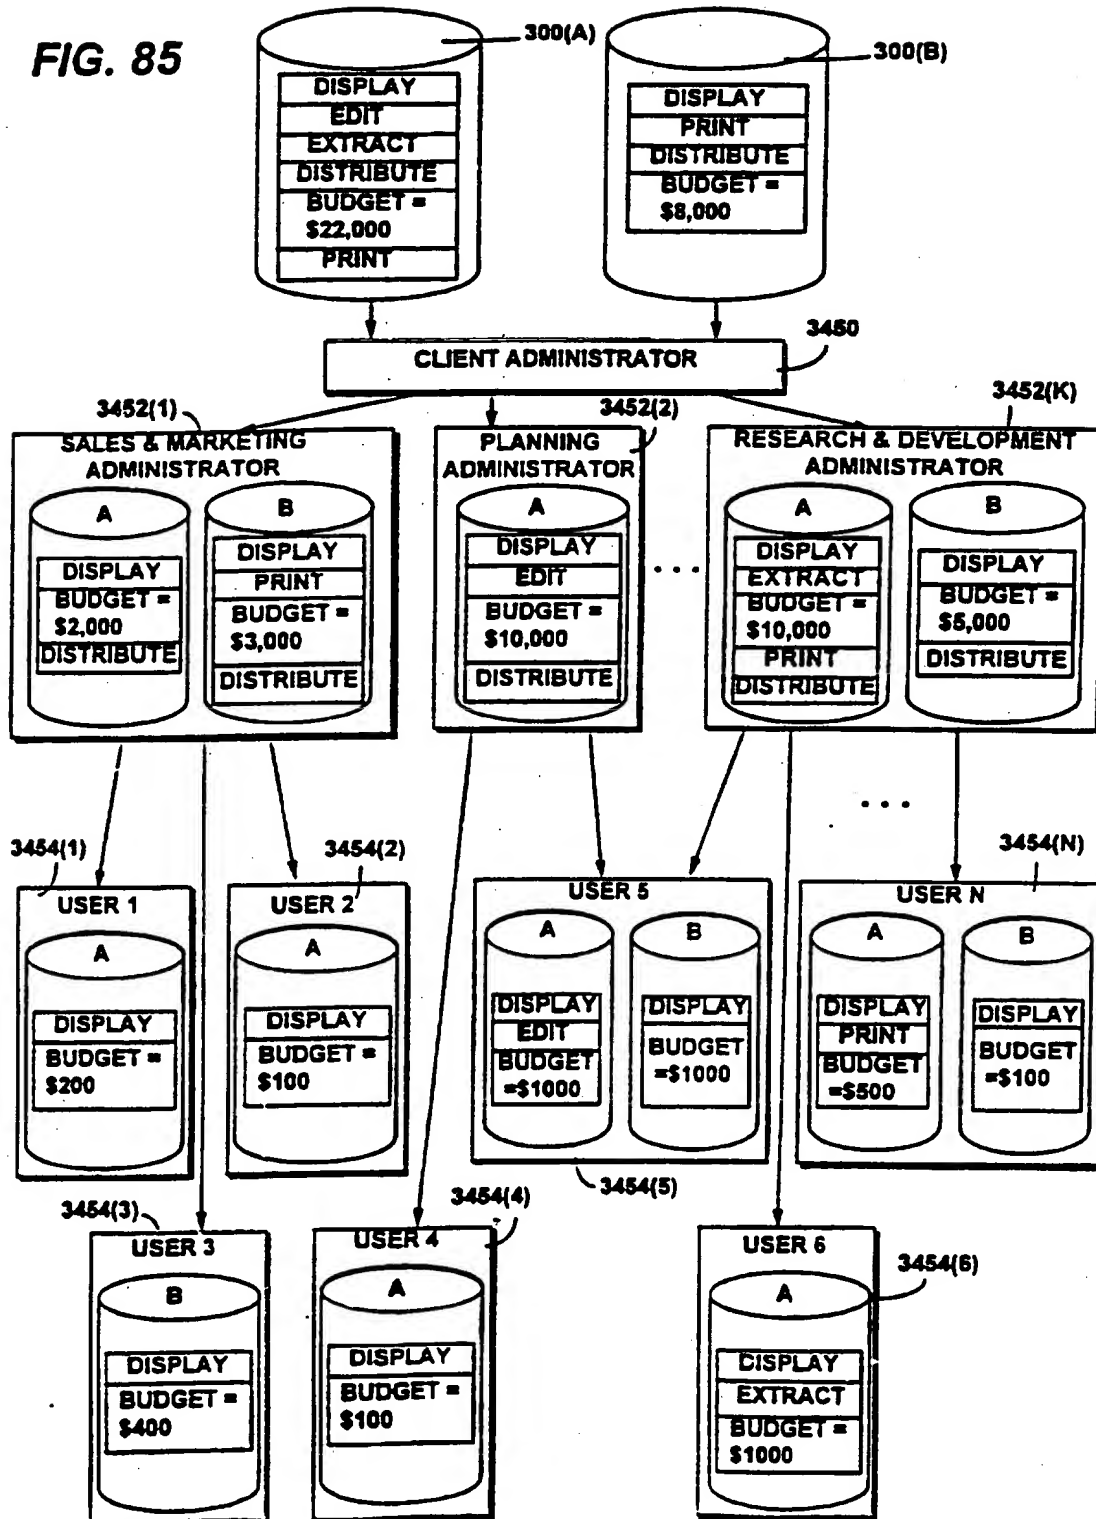 FIG. 85
300(A)
DISPLAY
EDIT
EXTRACT
DISTRIBUTE
BUDGET =
$22,000
PRINT
300(B)
DISPLAY
PRINT
DISTRIBUTE
BUDGET =
$8,000
CLIENT ADMINISTRATOR
3450
3452(1)
SALES & MARKETING
ADMINISTRATOR
A
DISPLAY
BUDGET =
$2,000
DISTRIBUTE
B
DISPLAY
PRINT
BUDGET =
$3,000
DISTRIBUTE
3452(2)
PLANNING
ADMINISTRATOR
A
DISPLAY
EDIT
BUDGET =
$10,000
DISTRIBUTE
. . .
3452(K)
RESEARCH & DEVELOPMENT
ADMINISTRATOR
A
DISPLAY
EXTRACT
BUDGET =
$10,000
PRINT
DISTRIBUTE
B
DISPLAY
BUDGET =
$5,000
DISTRIBUTE
. . .
3454(1)
USER 1
A
DISPLAY
BUDGET =
$200
3454(2)
USER 2
A
DISPLAY
BUDGET =
$100
USER 5
A
DISPLAY
EDIT
BUDGET
=$1000
B
DISPLAY
BUDGET
=$1000
3454(5)
3454(N)
USER N
A
DISPLAY
PRINT
BUDGET
=$500
B
DISPLAY
BUDGET
=$100
3454(3)
USER 3
B
DISPLAY
BUDGET =
$400
3454(4)
USER 4
A
DISPLAY
BUDGET =
$100
USER 6
3454(6)
A
DISPLAY
EXTRACT
BUDGET =
$1000